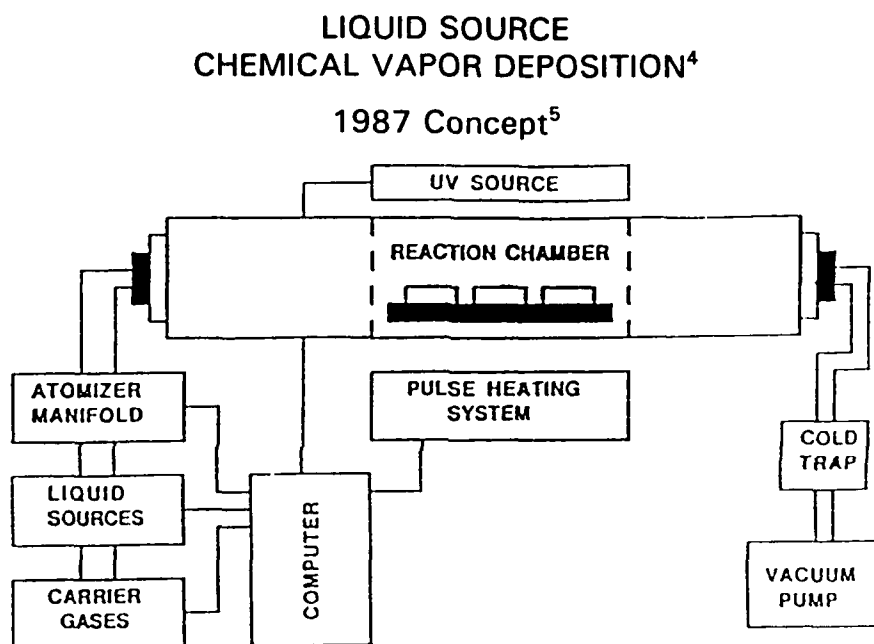 LIQUID SOURCE
CHEMICAL VAPOR DEPOSITION⁴
1987 Concept⁵
UV SOURCE
REACTION CHAMBER
ATOMIZER
MANIFOLD
PULSE HEATING
SYSTEM
COLD
TRAP
LIQUID
SOURCES
COMPUTER
CARRIER
GASES
VACUUM
PUMP